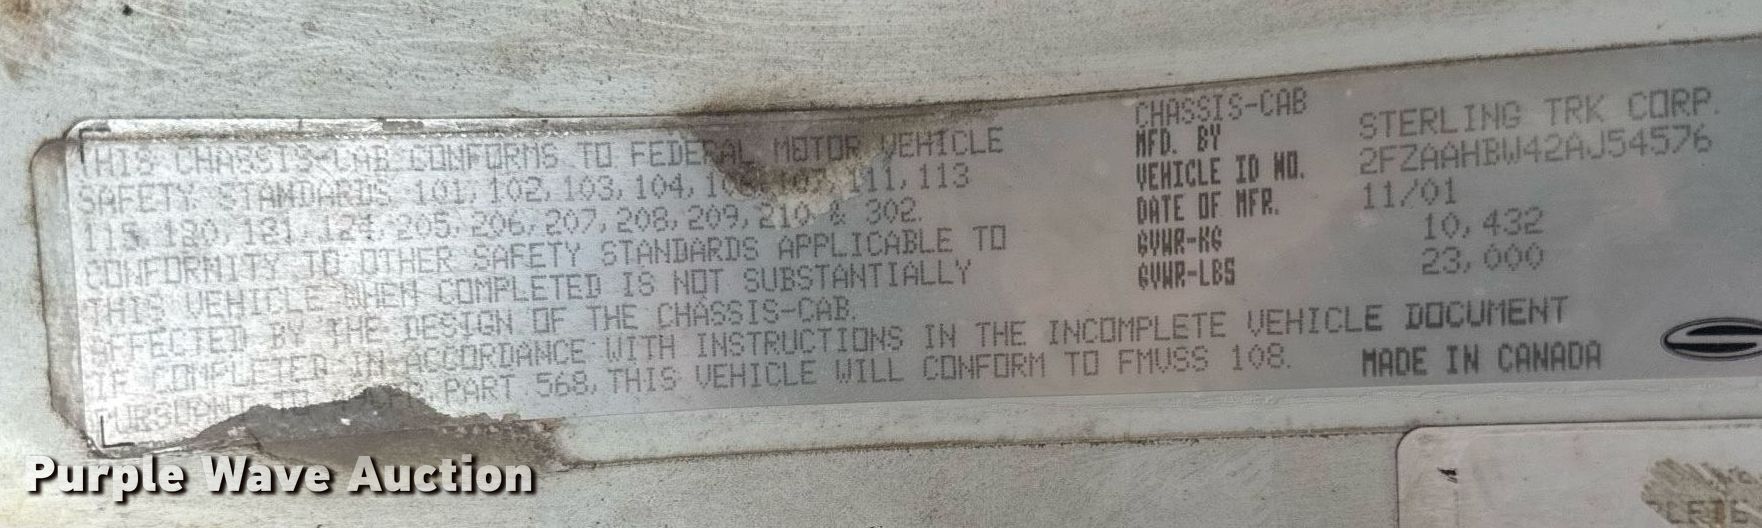 THIS CHASSIS-CAB CONFORMS TO FEDERAL MOTOR VEHICLE
SAFETY STANDARDS 101, 102, 103, 104, 111, 113
115, 120, 121, 124, 205, 206, 207, 208, 209, 210 & 302.
CONFORMITY TO OTHER SAFETY STANDARDS APPLICABLE TO
THIS VEHICLE WHEN COMPLETED IS NOT SUBSTANTIALLY
AFFECTED BY THE DESIGN OF THE CHASSIS-CAB.
IF COMPLETED IN ACCORDANCE WITH INSTRUCTIONS IN THE INCOMPLETE VEHICLE DOCUMENT
PURSUANT TO PART 568, THIS VEHICLE WILL CONFORM TO FMVSS 108. MADE IN CANADA
CHASSIS-CAB
MFD. BY STERLING TRK CORP.
VEHICLE ID NO. 2FZAAHBW42AJ54576
DATE OF MFR. 11/01
GVWR-KG 10,432
GVWR-LBS 23,000
Purple Wave Auction